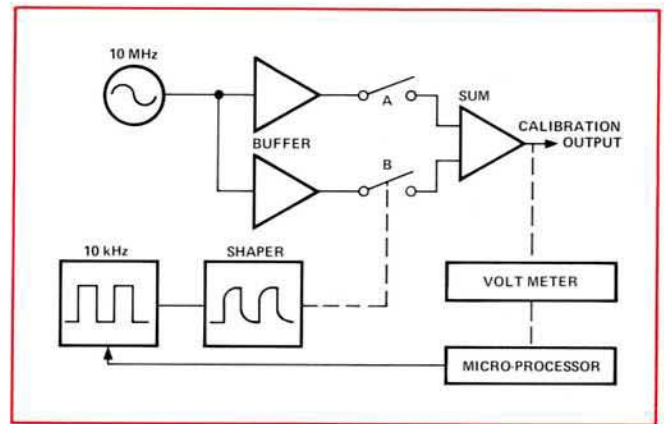 10 MHz
A
SUM
CALIBRATION
OUTPUT
BUFFER
B
10 kHz
SHAPER
VOLT METER
MICRO-PROCESSOR